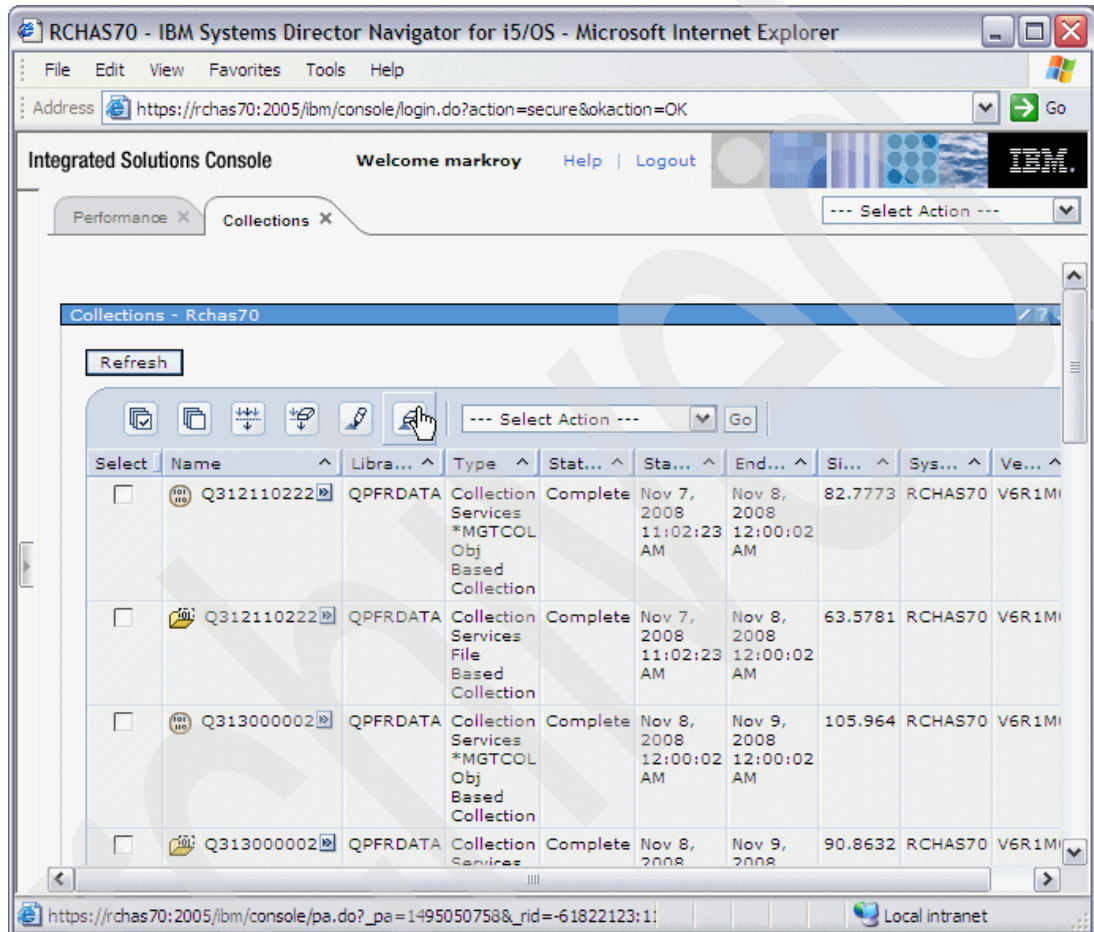 RCHAS70 - IBM Systems Director Navigator for i5/OS - Microsoft Internet Explorer
File Edit View Favorites Tools Help
Address https://rchas70:2005/ibm/console/login.do?action=secure&okaction=OK Go
Integrated Solutions Console Welcome markroy Help | Logout IBM.
Performance Collections --- Select Action ---
Collections - Rchas70
Refresh
--- Select Action --- Go
Select Name Libra... Type Stat... Sta... End... Si... Sys... Ve...
Q312110222 QPFRDATA Collection Complete Nov 7, Nov 8, 82.7773 RCHAS70 V6R1M
Services 2008 2008
*MGTCOL 11:02:23 12:00:02
Obj AM AM
Based
Collection
Q312110222 QPFRDATA Collection Complete Nov 7, Nov 8, 63.5781 RCHAS70 V6R1M
Services 2008 2008
File 11:02:23 12:00:02
Based AM AM
Collection
Q313000002 QPFRDATA Collection Complete Nov 8, Nov 9, 105.964 RCHAS70 V6R1M
Services 2008 2008
*MGTCOL 12:00:02 12:00:02
Obj AM AM
Based
Collection
Q313000002 QPFRDATA Collection Complete Nov 8, Nov 9, 90.8632 RCHAS70 V6R1M
Services 2008 2008
https://rchas70:2005/ibm/console/pa.do?_pa=1495050758&_rid=-61822123:1 Local intranet